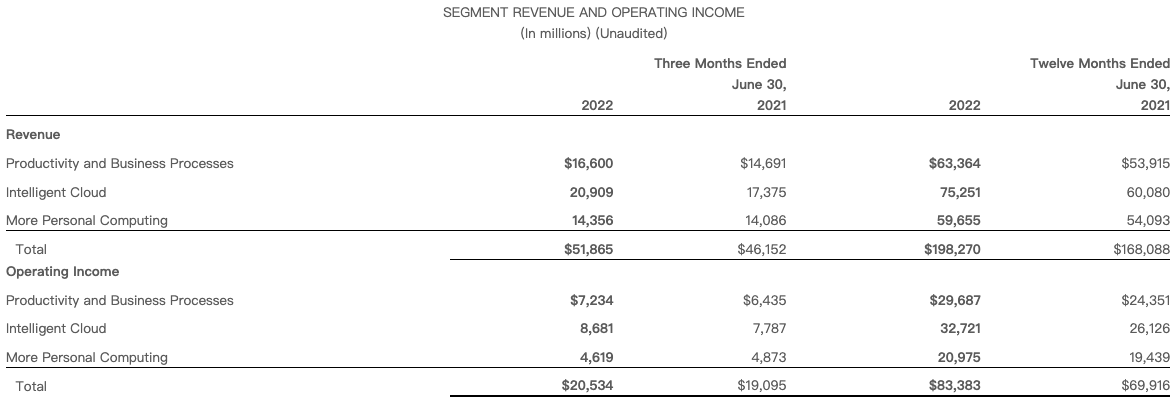 SEGMENT REVENUE AND OPERATING INCOME
(In millions) (Unaudited)
Three Months Ended Twelve Months Ended
June 30, June 30,
2022 2021 2022 2021
Revenue
Productivity and Business Processes $16,600 $14,691 $63,364 $53,915
Intelligent Cloud 20,909 17,375 75,251 60,080
More Personal Computing 14,356 14,086 59,655 54,093
Total $51,865 $46,152 $198,270 $168,088
Operating Income
Productivity and Business Processes $7,234 $6,435 $29,687 $24,351
Intelligent Cloud 8,681 7,787 32,721 26,126
More Personal Computing 4,619 4,873 20,975 19,439
Total $20,534 $19,095 $83,383 $69,916